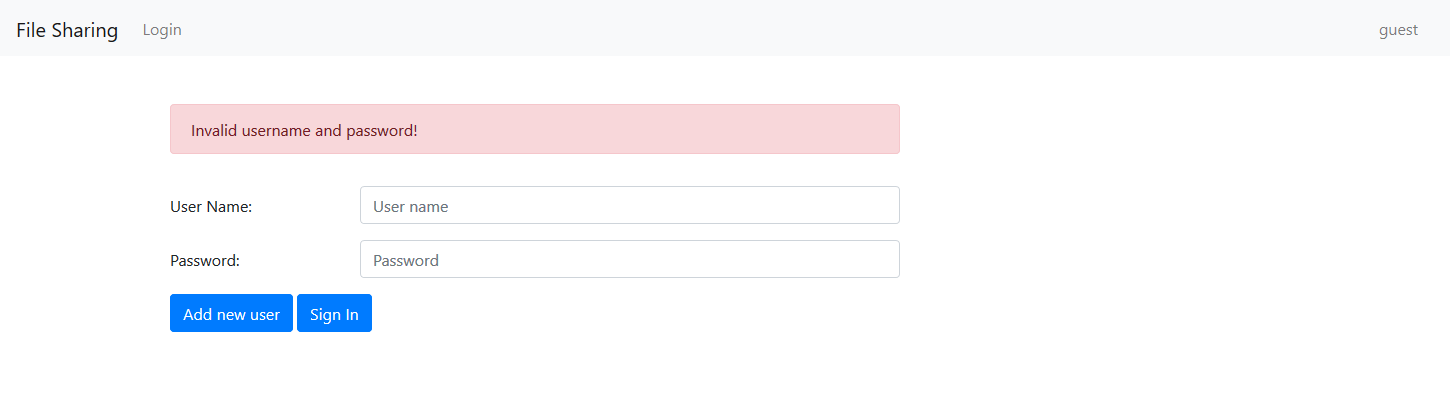 File Sharing Login guest
Invalid username and password!
User Name: User name
Password: Password
Add new user Sign In